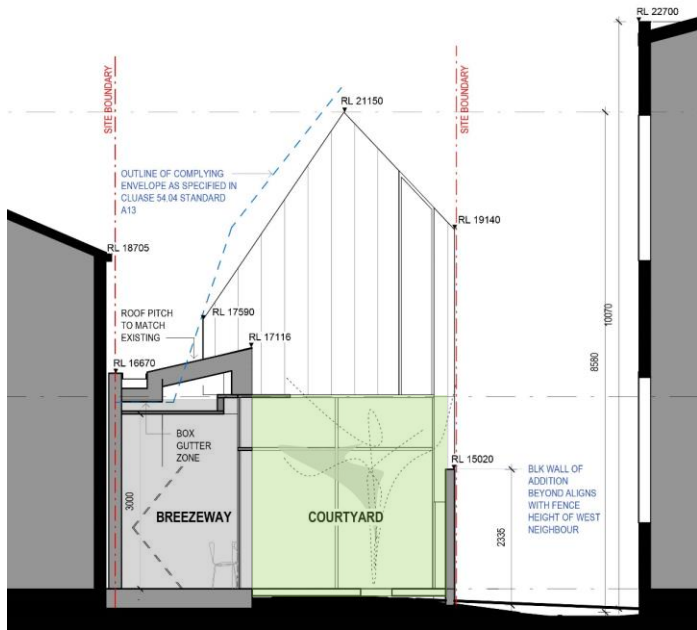 RL 22700
SITE BOUNDARY
SITE BOUNDARY
RL 21150
OUTLINE OF COMPLYING
ENVELOPE AS SPECIFIED IN
CLUASE 54.04 STANDARD
A13
RL 19140
RL 18705
ROOF PITCH
TO MATCH
EXISTING
RL 17590
RL 17116
RL 16670
10070
8580
BOX
GUTTER
ZONE
RL 15020
BLK WALL OF
ADDITION
BEYOND ALIGNS
WITH FENCE
HEIGHT OF WEST
NEIGHBOUR
3000
BREEZEWAY
COURTYARD
2335